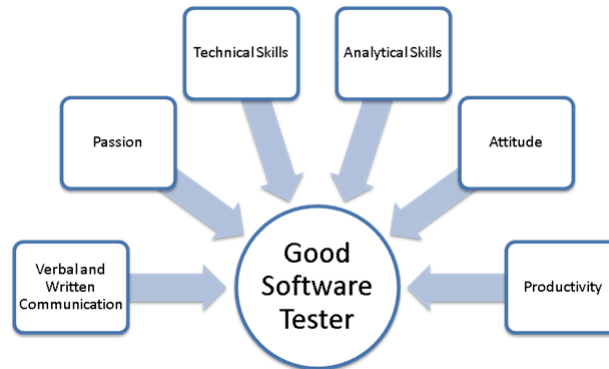 Technical Skills
Analytical Skills
Passion
Attitude
Verbal and
Written
Communication
Good
Software
Tester
Productivity